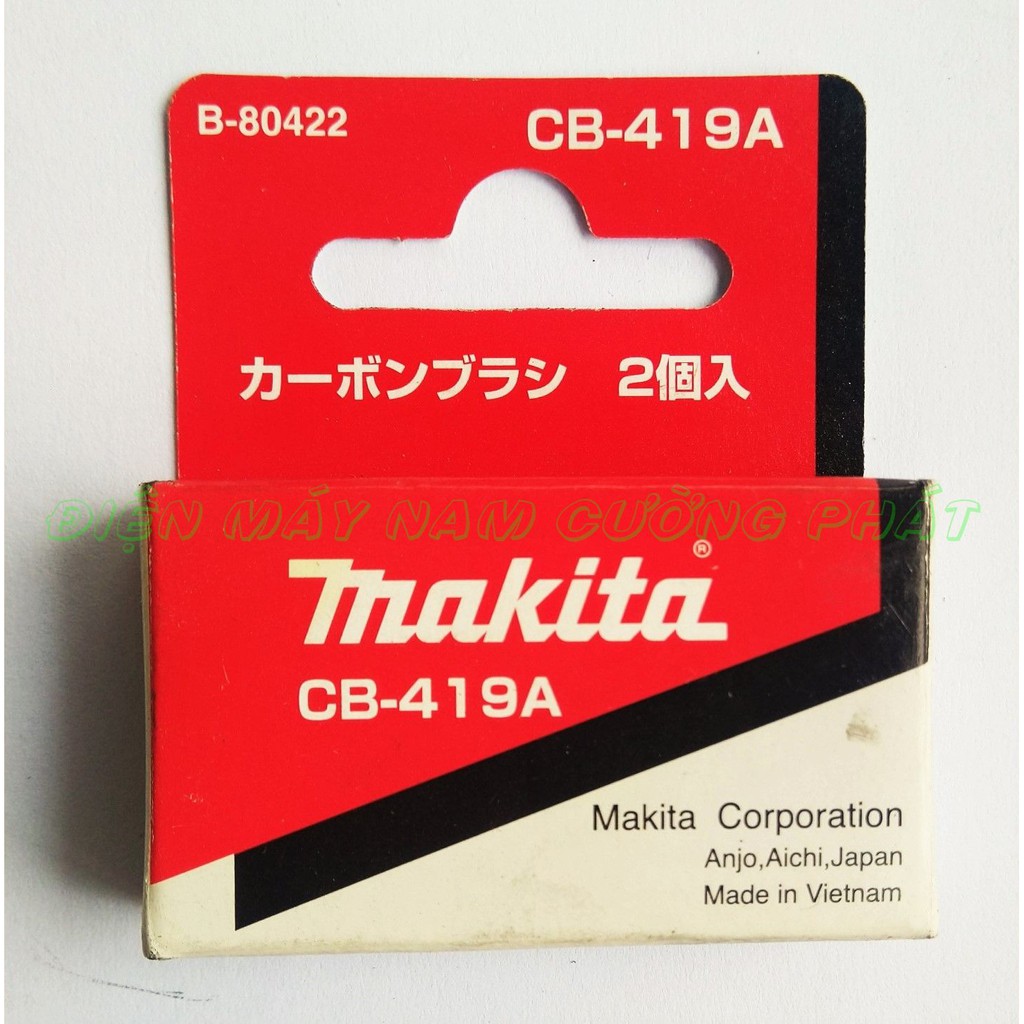 B-80422 CB-419A
カーボンブラシ 2個入
ĐIỆN MÁY NAM CƯỜNG PHÁT
makita®
CB-419A
Makita Corporation
Anjo,Aichi,Japan
Made in Vietnam